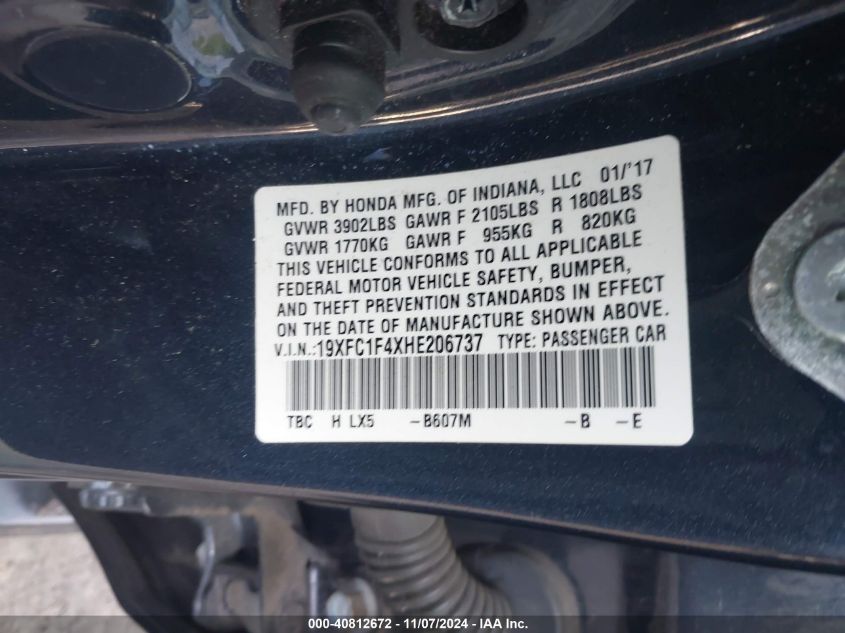 MFD. BY HONDA MFG. OF INDIANA, LLC 01/'17
GVWR 3902LBS GAWR F 2105LBS R 1808LBS
GVWR 1770KG GAWR F 955KG R 820KG
THIS VEHICLE CONFORMS TO ALL APPLICABLE
FEDERAL MOTOR VEHICLE SAFETY, BUMPER,
AND THEFT PREVENTION STANDARDS IN EFFECT
ON THE DATE OF MANUFACTURE SHOWN ABOVE.
V.I.N.:19XFC1F4XHE206737 TYPE: PASSENGER CAR
TBC H LX5 -B607M -B -E
000-40812672 - 11/07/2024 - IAA Inc.